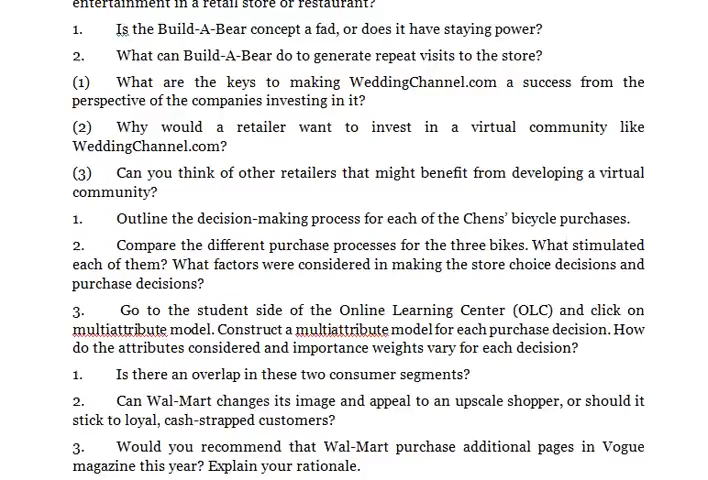 entertainment in a retail store or restaurant?
1. Is the Build-A-Bear concept a fad, or does it have staying power?
2. What can Build-A-Bear do to generate repeat visits to the store?
(1) What are the keys to making WeddingChannel.com a success from the
perspective of the companies investing in it?
(2) Why would a retailer want to invest in a virtual community like
WeddingChannel.com?
(3) Can you think of other retailers that might benefit from developing a virtual
community?
1. Outline the decision-making process for each of the Chens’ bicycle purchases.
2. Compare the different purchase processes for the three bikes. What stimulated
each of them? What factors were considered in making the store choice decisions and
purchase decisions?
3. Go to the student side of the Online Learning Center (OLC) and click on
multiattribute model. Construct a multiattribute model for each purchase decision. How
do the attributes considered and importance weights vary for each decision?
1. Is there an overlap in these two consumer segments?
2. Can Wal-Mart changes its image and appeal to an upscale shopper, or should it
stick to loyal, cash-strapped customers?
3. Would you recommend that Wal-Mart purchase additional pages in Vogue
magazine this year? Explain your rationale.